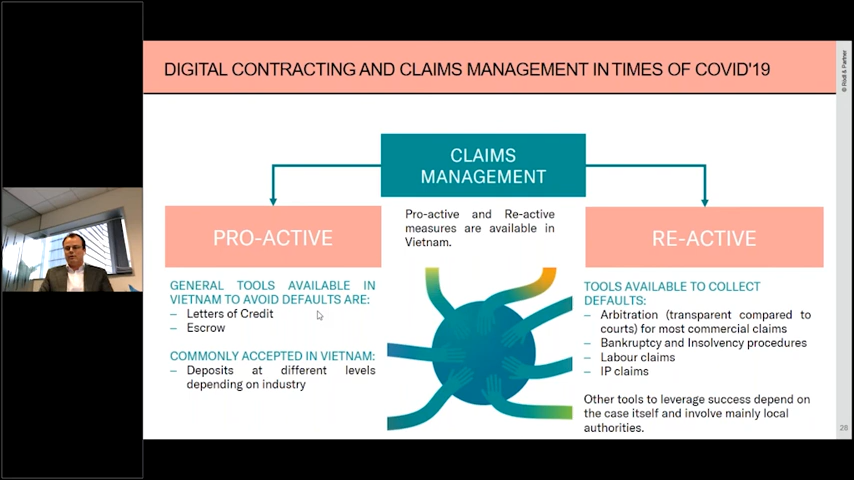 DIGITAL CONTRACTING AND CLAIMS MANAGEMENT IN TIMES OF COVID'19
© Rödl & Partner
CLAIMS
MANAGEMENT
PRO-ACTIVE
Pro-active and Re-active
measures are available in
Vietnam.
RE-ACTIVE
GENERAL TOOLS AVAILABLE IN
VIETNAM TO AVOID DEFAULTS ARE:
– Letters of Credit
– Escrow
COMMONLY ACCEPTED IN VIETNAM:
– Deposits at different levels
depending on industry
TOOLS AVAILABLE TO COLLECT
DEFAULTS:
– Arbitration (transparent compared to
courts) for most commercial claims
– Bankruptcy and Insolvency procedures
– Labour claims
– IP claims
Other tools to leverage success depend on
the case itself and involve mainly local
authorities.
28